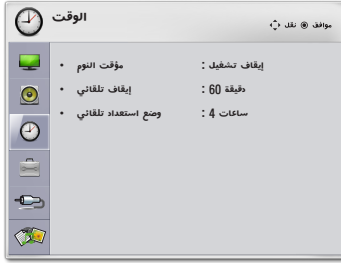 الوقت
موافق ◉ نقل
• مؤقت النوم : إيقاف تشغيل
• إيقاف تلقائي : 60 دقيقة
• وضع استعداد تلقائي : 4 ساعات